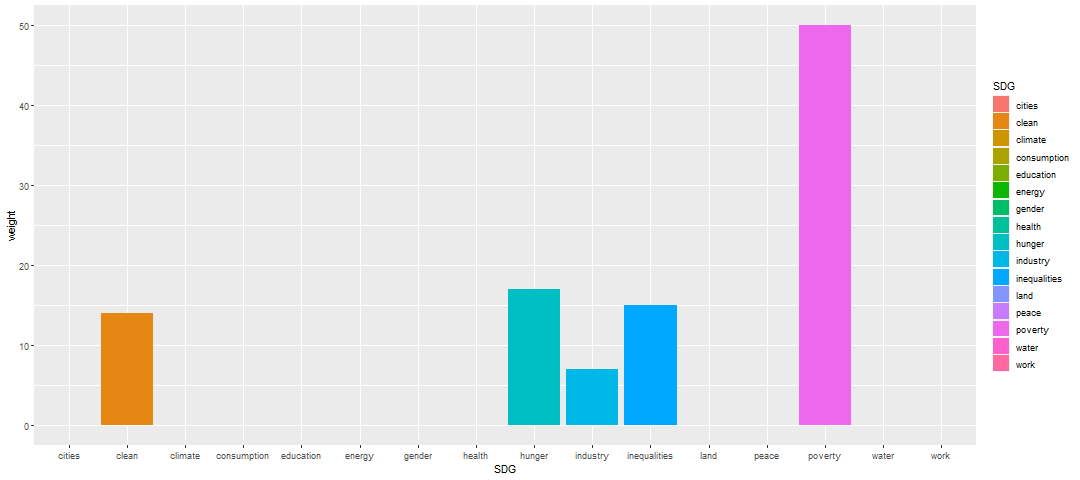 50
40
30
20
10
0
weight
cities clean climate consumption education energy gender health hunger industry inequalities land peace poverty water work
SDG
SDG
cities
clean
climate
consumption
education
energy
gender
health
hunger
industry
inequalities
land
peace
poverty
water
work